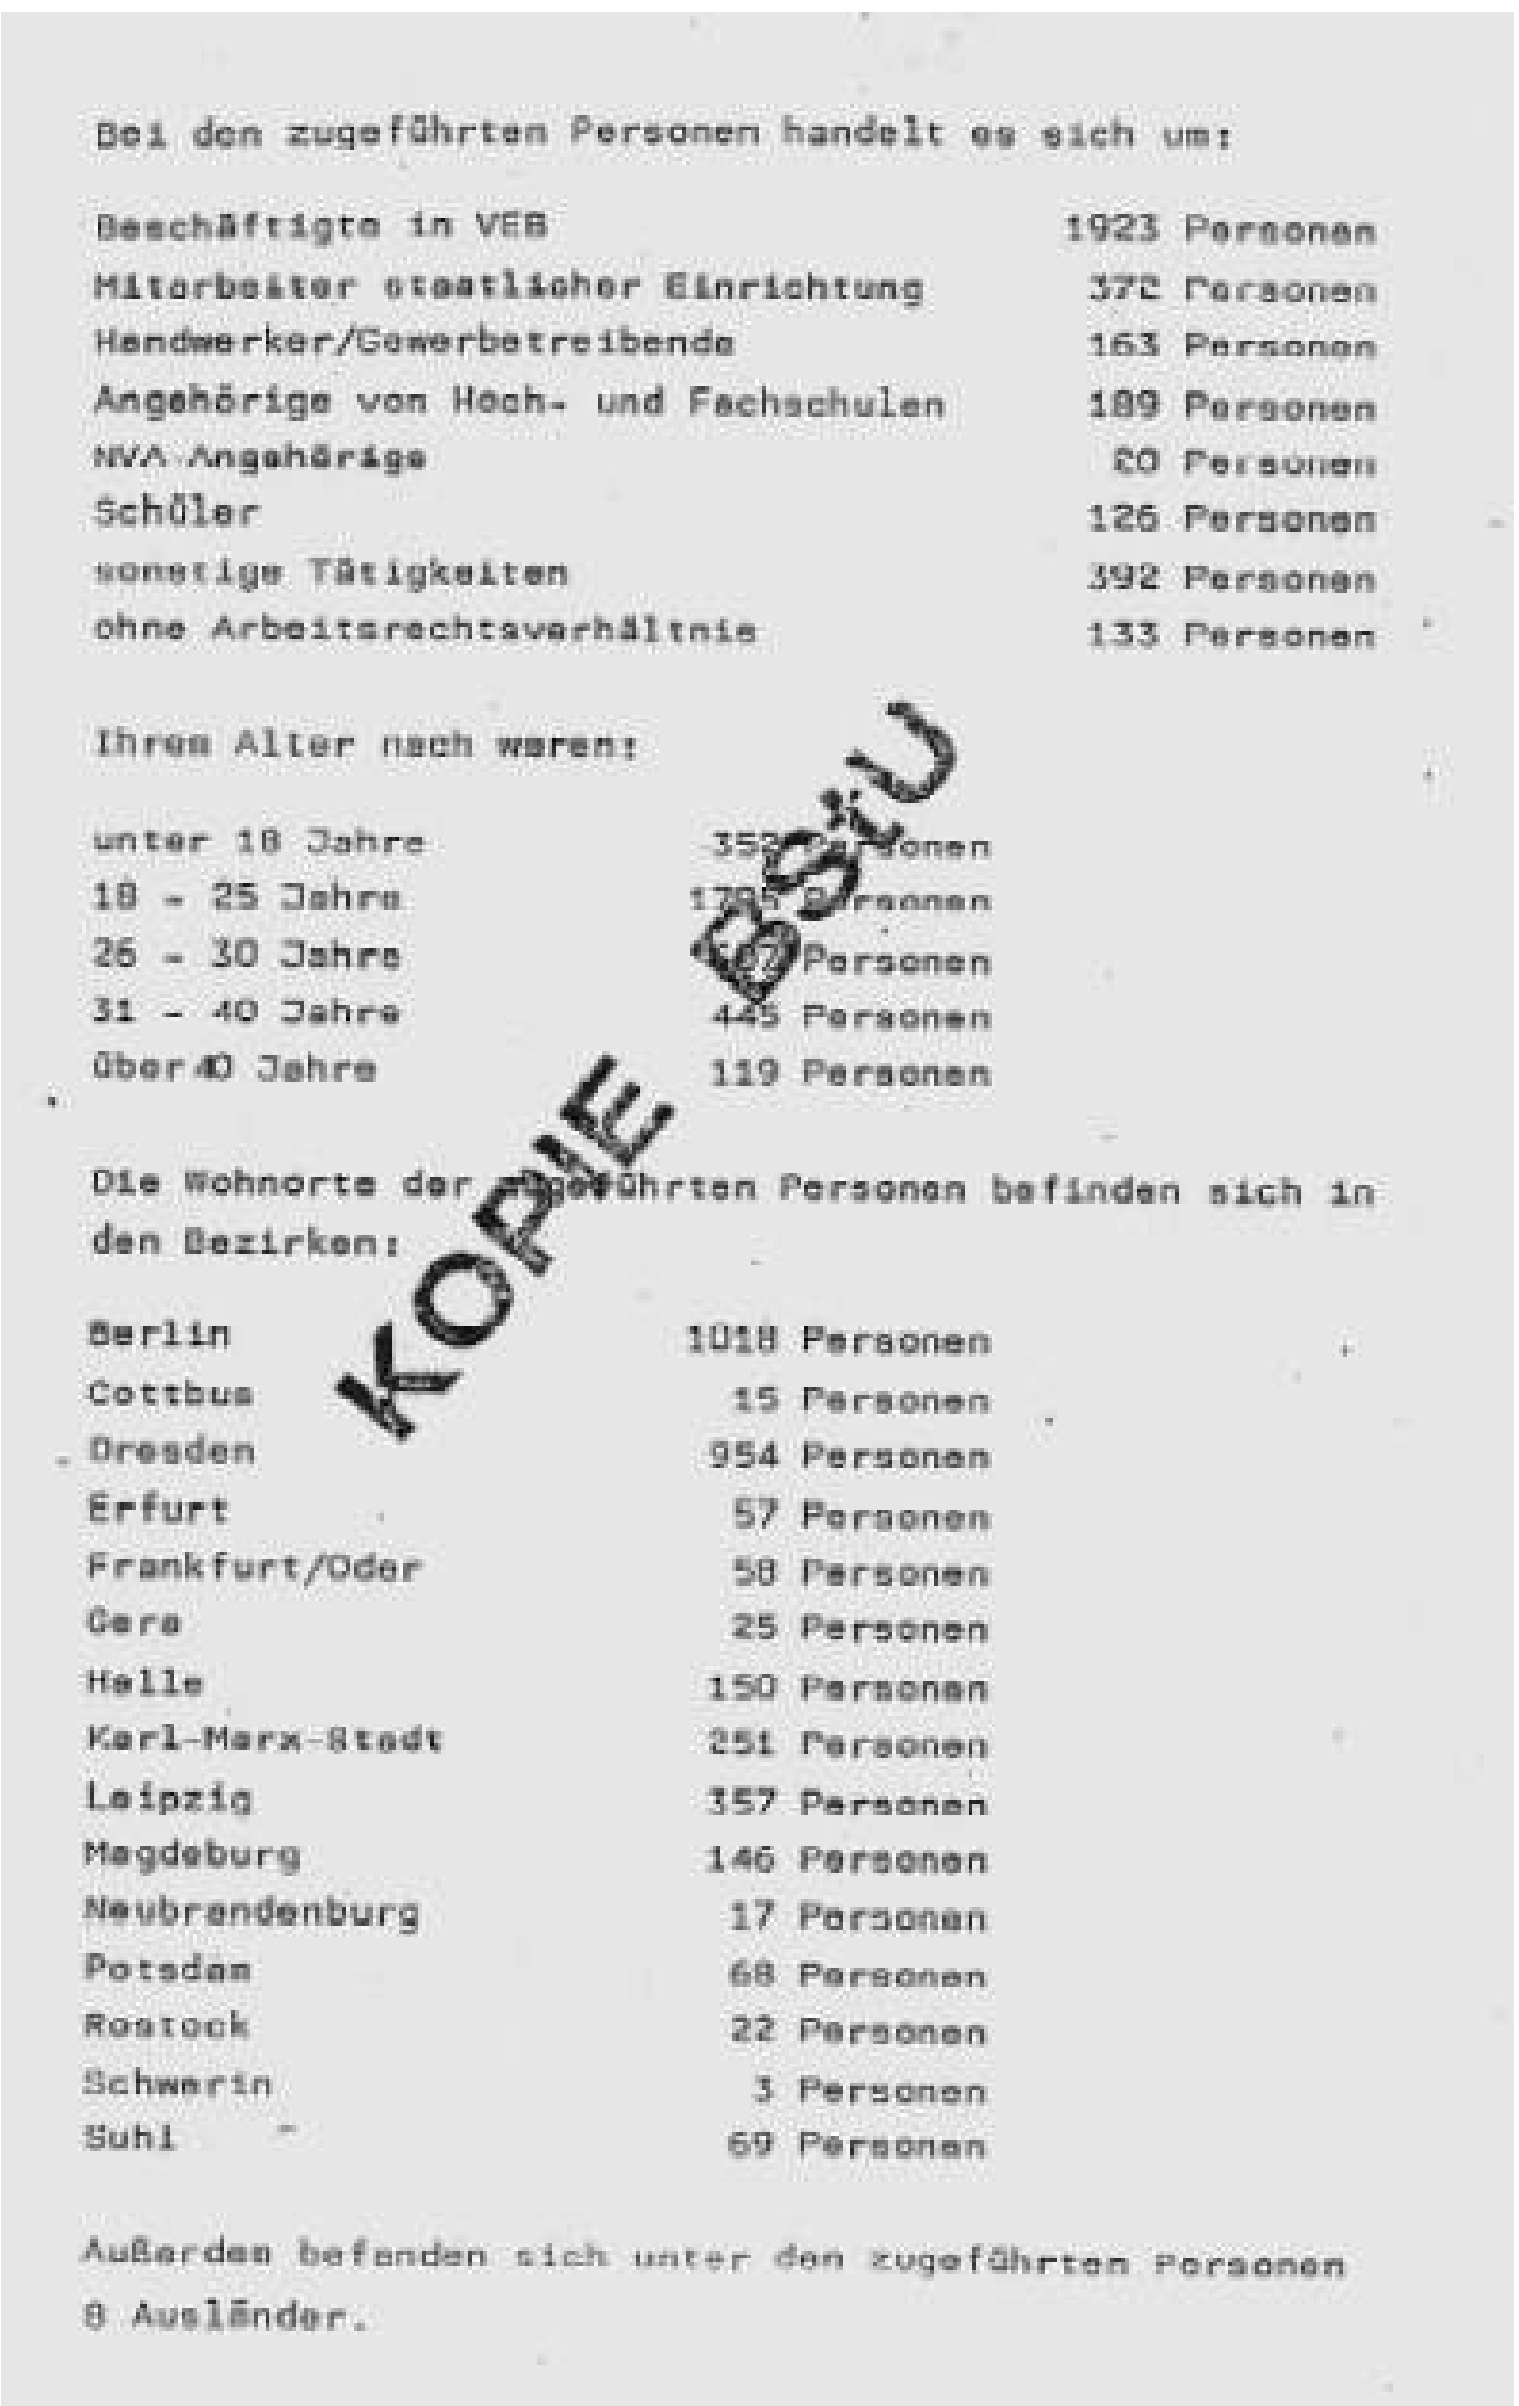 Bei den zugeführten Personen handelt es sich um:
Beschäftigte in VEB 1923 Personen
Mitarbeiter staatlicher Einrichtung 372 Personen
Handwerker/Gewerbetreibende 163 Personen
Angehörige von Hoch- und Fachschulen 189 Personen
NVA-Angehörige 20 Personen
Schüler 126 Personen
sonstige Tätigkeiten 392 Personen
ohne Arbeitsrechtsverhältnis 133 Personen
Ihrem Alter nach waren:
unter 18 Jahre 352 Personen
18 - 25 Jahre 1795 Personen
26 - 30 Jahre 607 Personen
31 - 40 Jahre 445 Personen
über 40 Jahre 119 Personen
KOPIE BStU
Die Wohnorte der zugeführten Personen befinden sich in
den Bezirken:
Berlin 1018 Personen
Cottbus 15 Personen
Dresden 954 Personen
Erfurt 57 Personen
Frankfurt/Oder 58 Personen
Gera 25 Personen
Halle 150 Personen
Karl-Marx-Stadt 251 Personen
Leipzig 357 Personen
Magdeburg 146 Personen
Neubrandenburg 17 Personen
Potsdam 68 Personen
Rostock 22 Personen
Schwerin 3 Personen
Suhl 69 Personen
Außerdem befanden sich unter den zugeführten Personen
8 Ausländer.